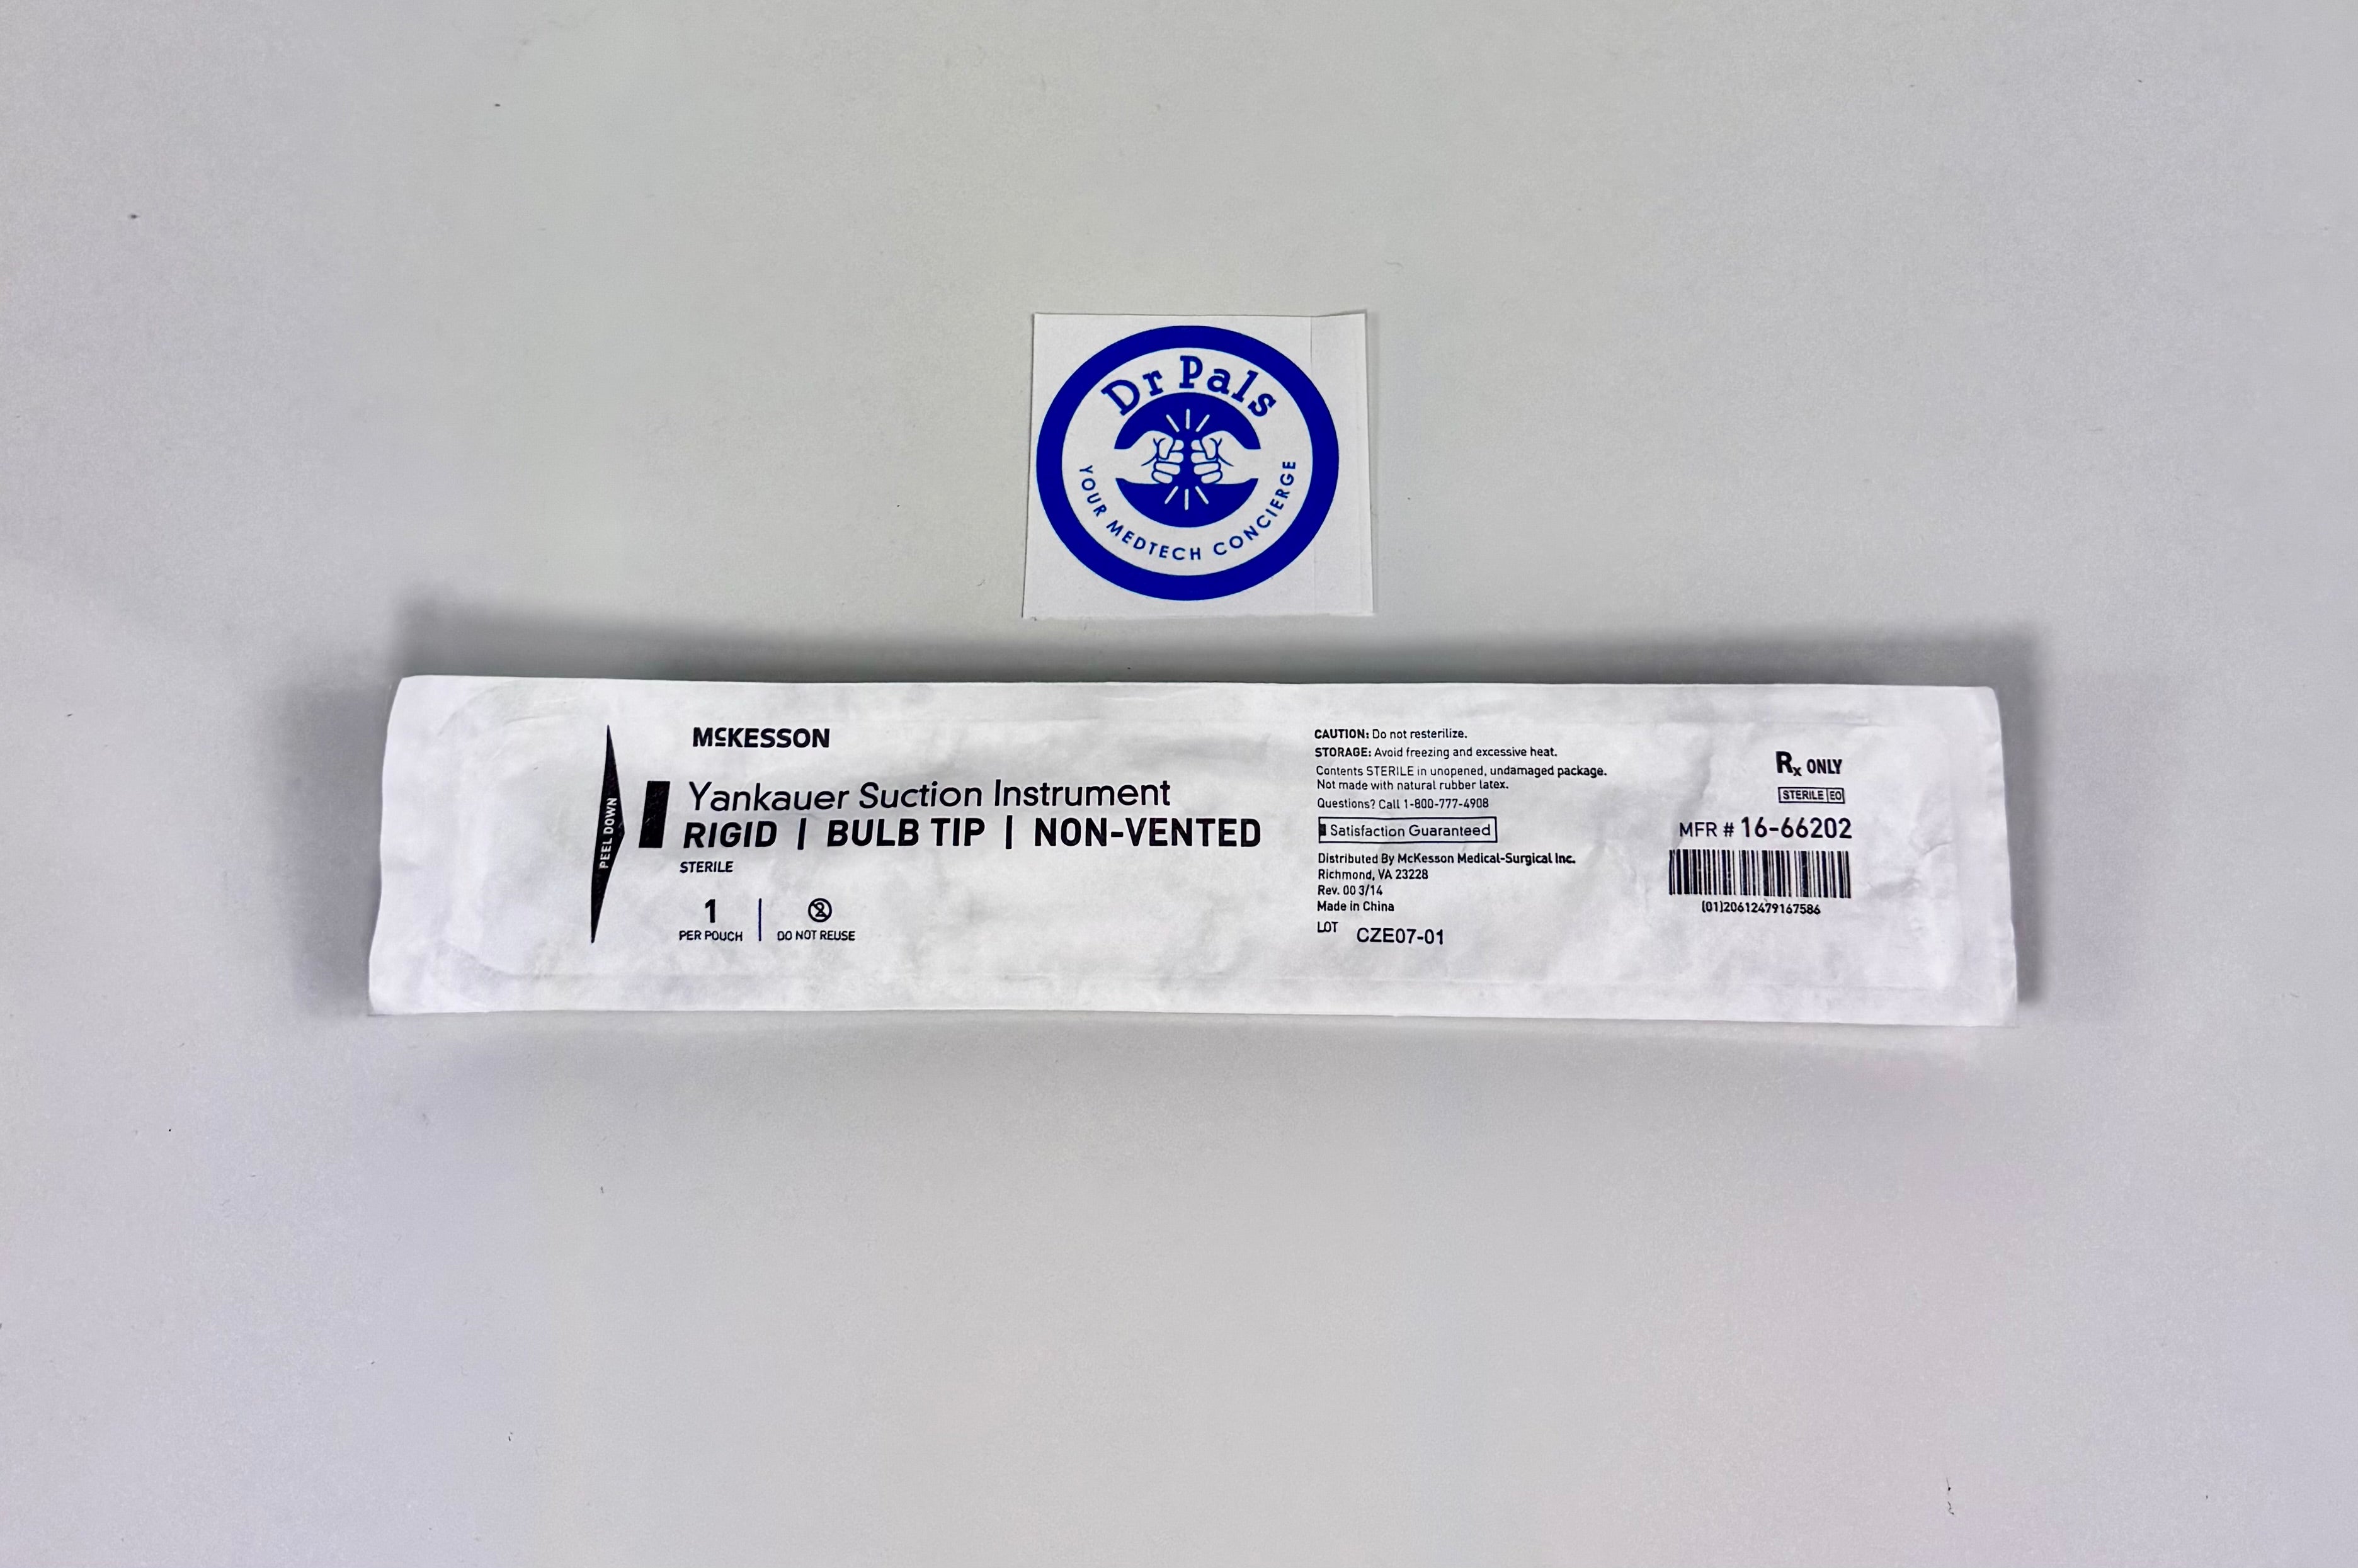 Dr Pals
YOUR MEDTECH CONCIERGE
PEEL DOWN
McKESSON
Yankauer Suction Instrument
RIGID | BULB TIP | NON-VENTED
STERILE
1
PER POUCH
2
DO NOT REUSE
CAUTION: Do not resterilize.
STORAGE: Avoid freezing and excessive heat.
Contents STERILE in unopened, undamaged package.
Not made with natural rubber latex.
Questions? Call 1-800-777-4908
Satisfaction Guaranteed
Distributed By McKesson Medical-Surgical Inc.
Richmond, VA 23228
Rev. 00 3/14
Made in China
LOT CZE07-01
Rx ONLY
STERILE EO
MFR # 16-66202
(01)20612479167586